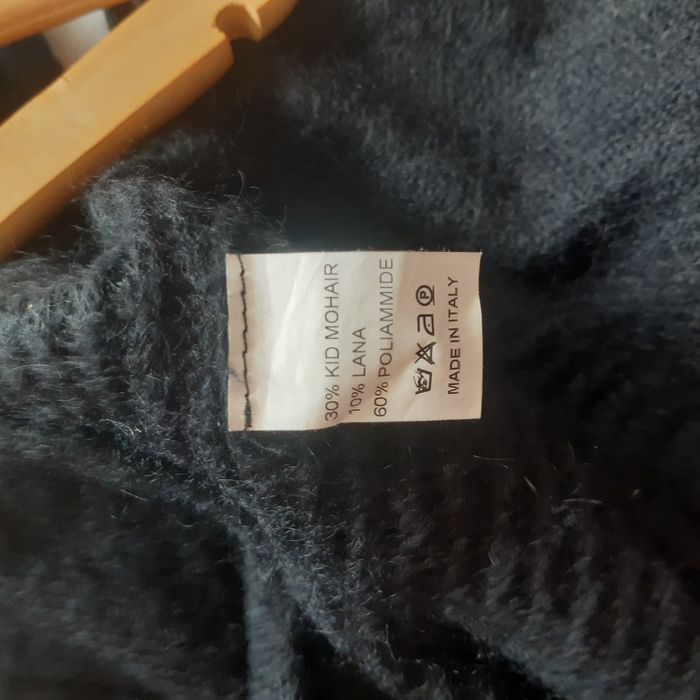 30% KID MOHAIR
10% LANA
60% POLIAMMIDE
P
MADE IN ITALY